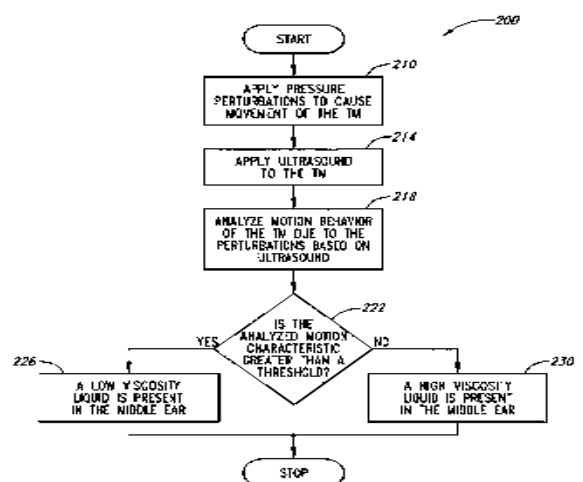 200
START
210
APPLY PRESSURE
PERTURBATIONS TO CAUSE
MOVEMENT OF THE TM
214
APPLY ULTRASOUND
TO THE TM
218
ANALYZE MOTION BEHAVIOR
OF THE TM DUE TO THE
PERTURBATIONS BASED ON
ULTRASOUND
222
IS THE
ANALYZED MOTION
CHARACTERISTIC
GREATER THAN A
THRESHOLD?
YES
NO
226
A LOW VISCOSITY
LIQUID IS PRESENT
IN THE MIDDLE EAR
230
A HIGH VISCOSITY
LIQUID IS PRESENT
IN THE MIDDLE EAR
STOP